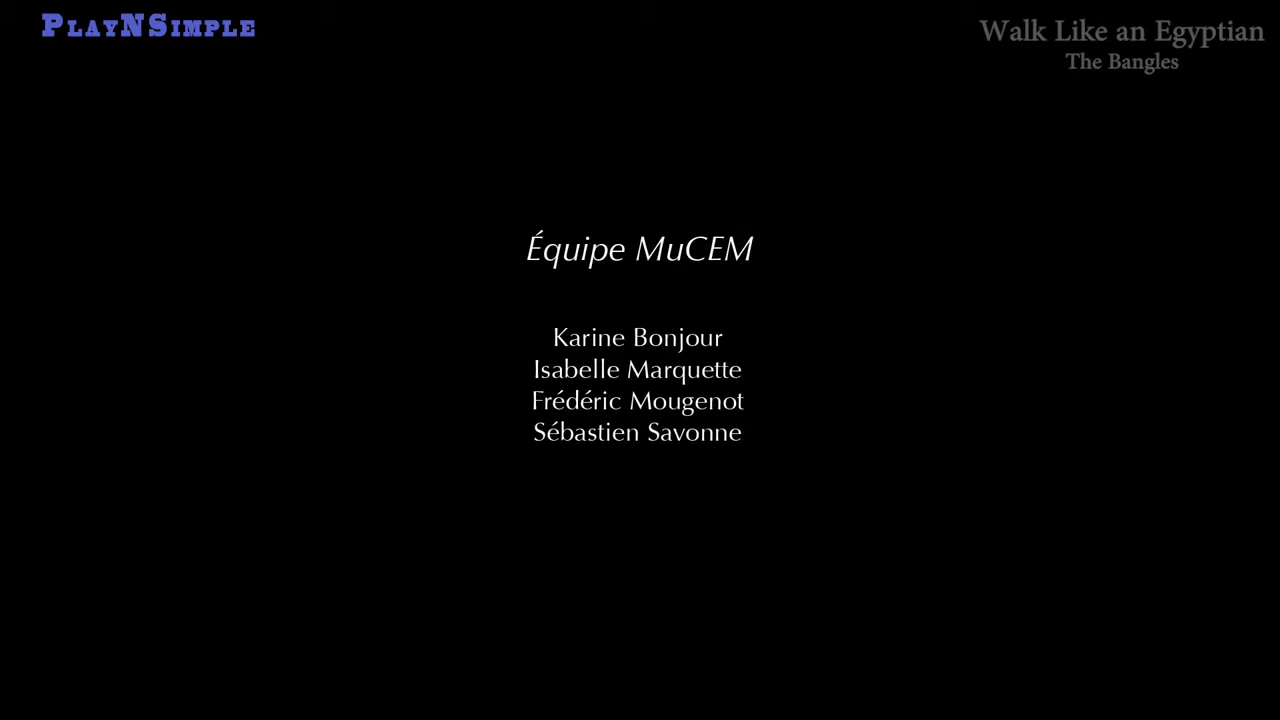 PLAYNSIMPLE
Walk Like an Egyptian
The Bangles
Équipe MuCEM
Karine Bonjour
Isabelle Marquette
Frédéric Mougenot
Sébastien Savonne